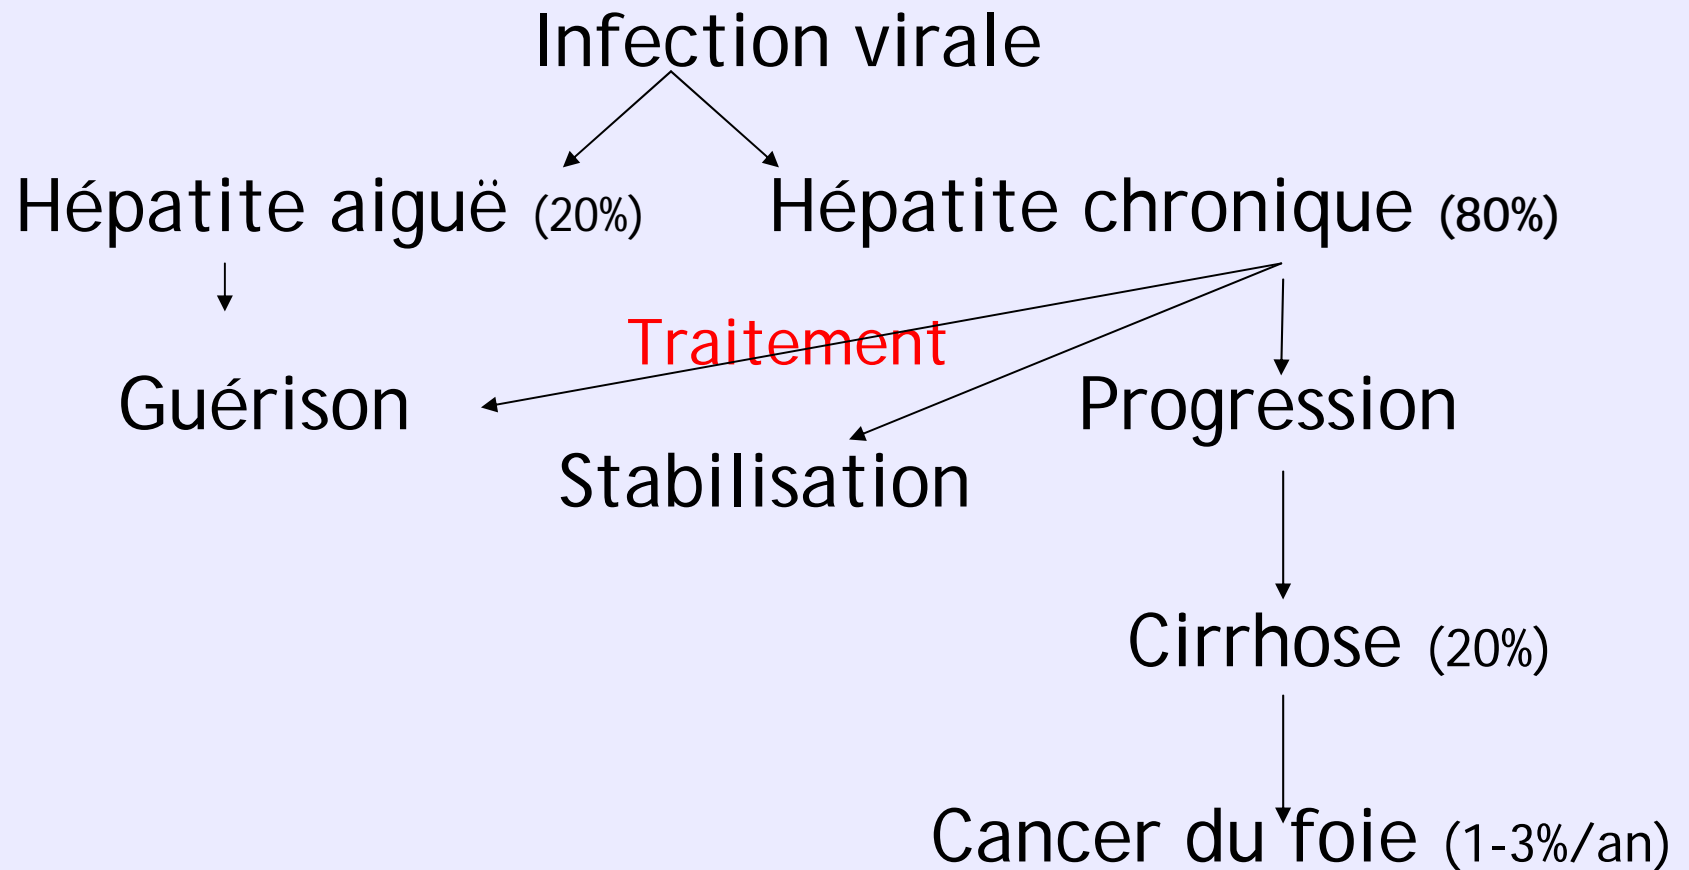 Infection virale
Hépatite aiguë (20%)
Hépatite chronique (80%)
Traitement
Guérison
Progression
Stabilisation
Cirrhose (20%)
Cancer du foie (1-3%/an)